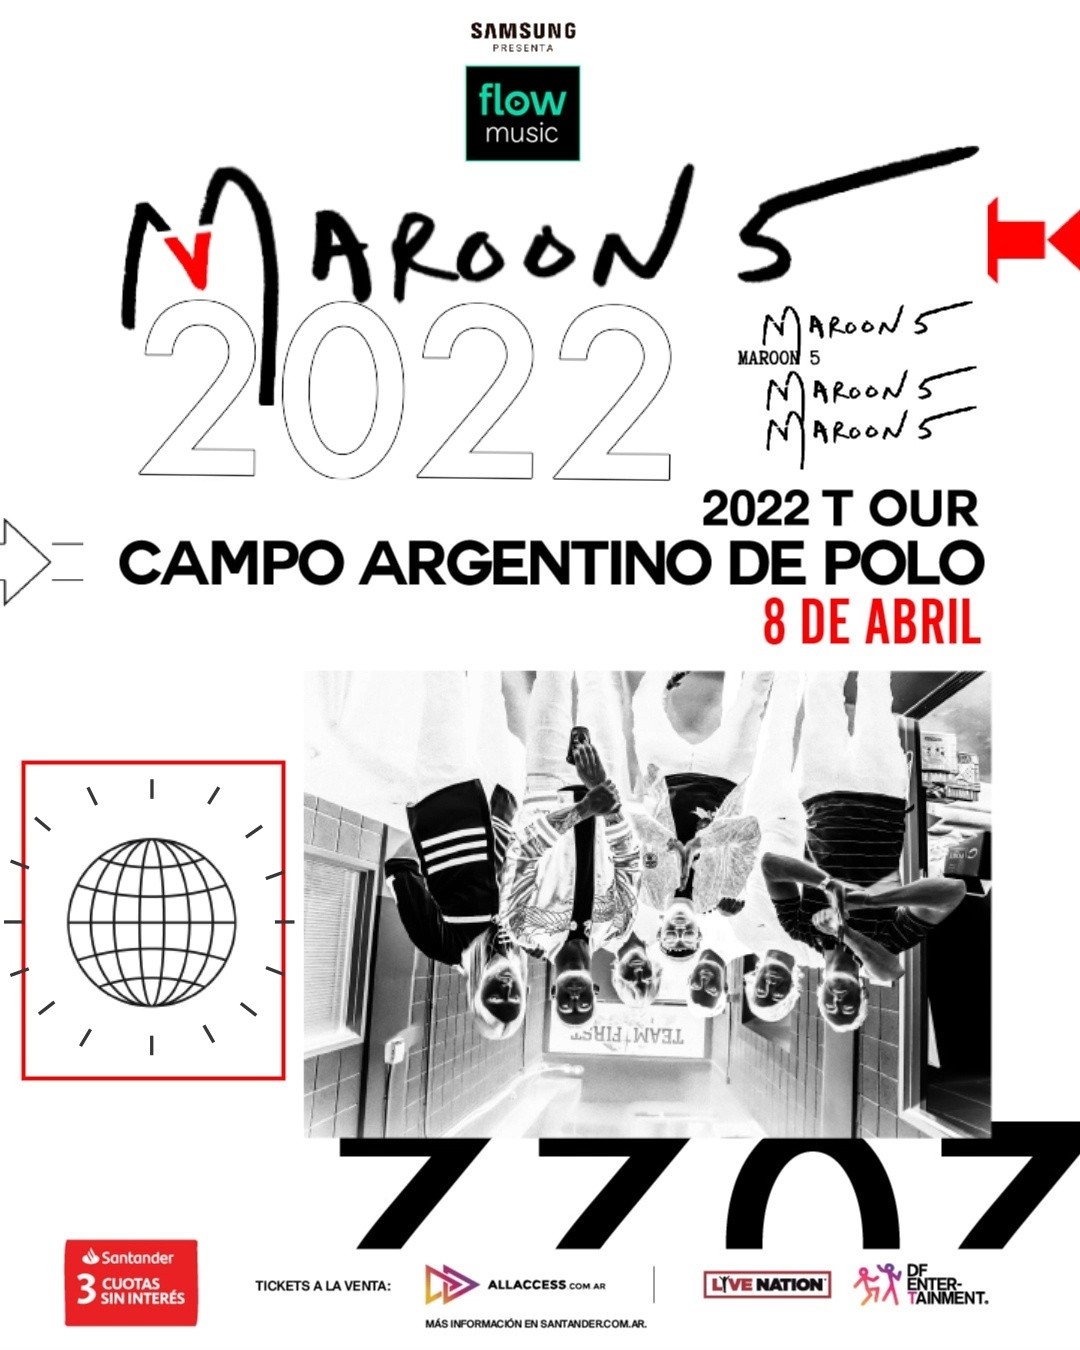 SAMSUNG
PRESENTA
flow
music
MAROON 5
2022
MAROON 5
MAROON 5
MAROON 5
MAROON 5
2022 T OUR
CAMPO ARGENTINO DE POLO
8 DE ABRIL
TEAM FIRST
Santander
3 CUOTAS
SIN INTERÉS
TICKETS A LA VENTA:
ALLACCESS.COM AR
LIVE NATION
DF
ENTER-
TAINMENT.
MÁS INFORMACIÓN EN SANTANDER.COM.AR.